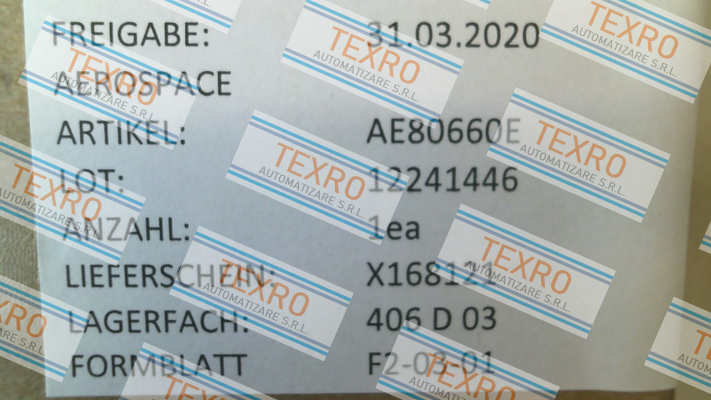 FREIGABE: 31.03.2020
AEROSPACE
ARTIKEL: AE80660E
LOT: 12241446
ANZAHL: 1ea
LIEFERSCHEIN: X168121
LAGERFACH: 406 D 03
FORMBLATT F2-03-01
TEXRO
AUTOMATIZARE S.R.L.